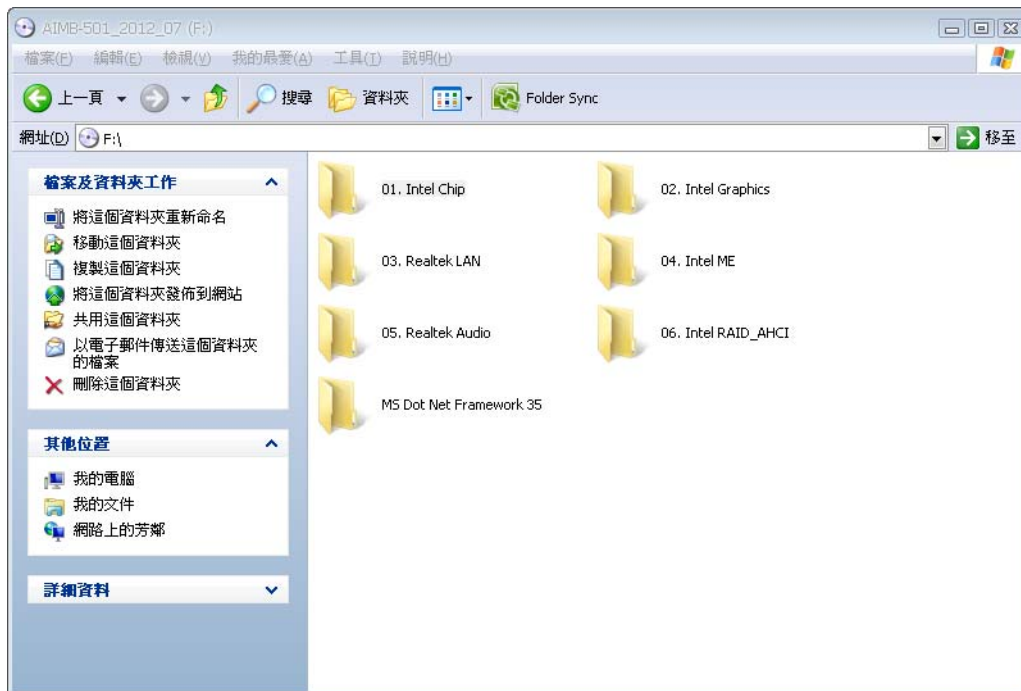 AIMB-501_2012_07 (F:)
檔案(F) 編輯(E) 檢視(V) 我的最愛(A) 工具(T) 說明(H)
上一頁 搜尋 資料夾 Folder Sync
網址(D) F:\ 移至
檔案及資料夾工作
將這個資料夾重新命名
移動這個資料夾
複製這個資料夾
將這個資料夾發佈到網站
共用這個資料夾
以電子郵件傳送這個資料夾
的檔案
刪除這個資料夾
其他位置
我的電腦
我的文件
網路上的芳鄰
詳細資料
01. Intel Chip
02. Intel Graphics
03. Realtek LAN
04. Intel ME
05. Realtek Audio
06. Intel RAID_AHCI
MS Dot Net Framework 35